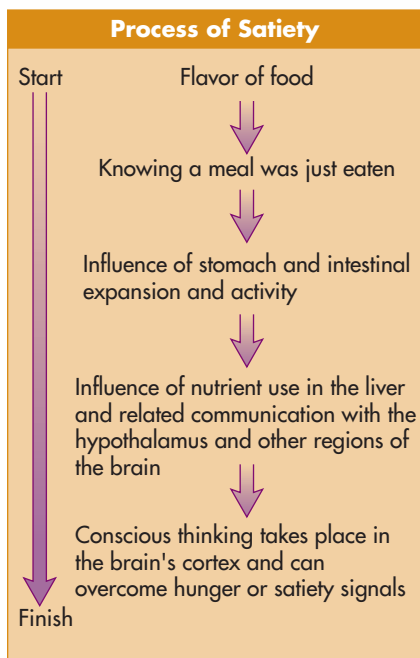 Process of Satiety
Start
Flavor of food
Knowing a meal was just eaten
Influence of stomach and intestinal
expansion and activity
Influence of nutrient use in the liver
and related communication with the
hypothalamus and other regions of
the brain
Conscious thinking takes place in
the brain's cortex and can
overcome hunger or satiety signals
Finish